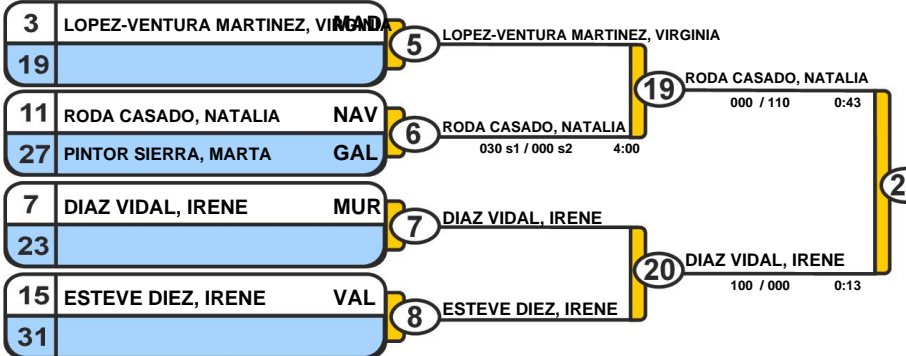 3 LOPEZ-VENTURA MARTINEZ, VIRGINIA MAD
19
5 LOPEZ-VENTURA MARTINEZ, VIRGINIA
11 RODA CASADO, NATALIA NAV
27 PINTOR SIERRA, MARTA GAL
6 RODA CASADO, NATALIA
030 s1 / 000 s2 4:00
19 RODA CASADO, NATALIA
000 / 110 0:43
7 DIAZ VIDAL, IRENE MUR
23
7 DIAZ VIDAL, IRENE
15 ESTEVE DIEZ, IRENE VAL
31
8 ESTEVE DIEZ, IRENE
20 DIAZ VIDAL, IRENE
100 / 000 0:13